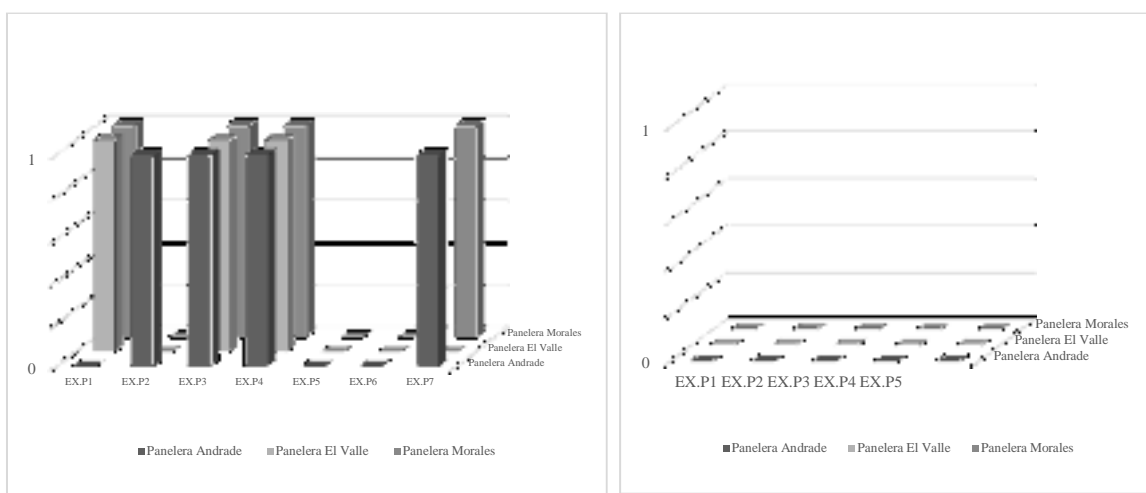 1
0
Panelera Morales
Panelera El Valle
Panelera Andrade
EX.P1 EX.P2 EX.P3 EX.P4 EX.P5 EX.P6 EX.P7
Panelera Andrade Panelera El Valle Panelera Morales
1
0
Panelera Morales
Panelera El Valle
Panelera Andrade
EX.P1 EX.P2 EX.P3 EX.P4 EX.P5
Panelera Andrade Panelera El Valle Panelera Morales